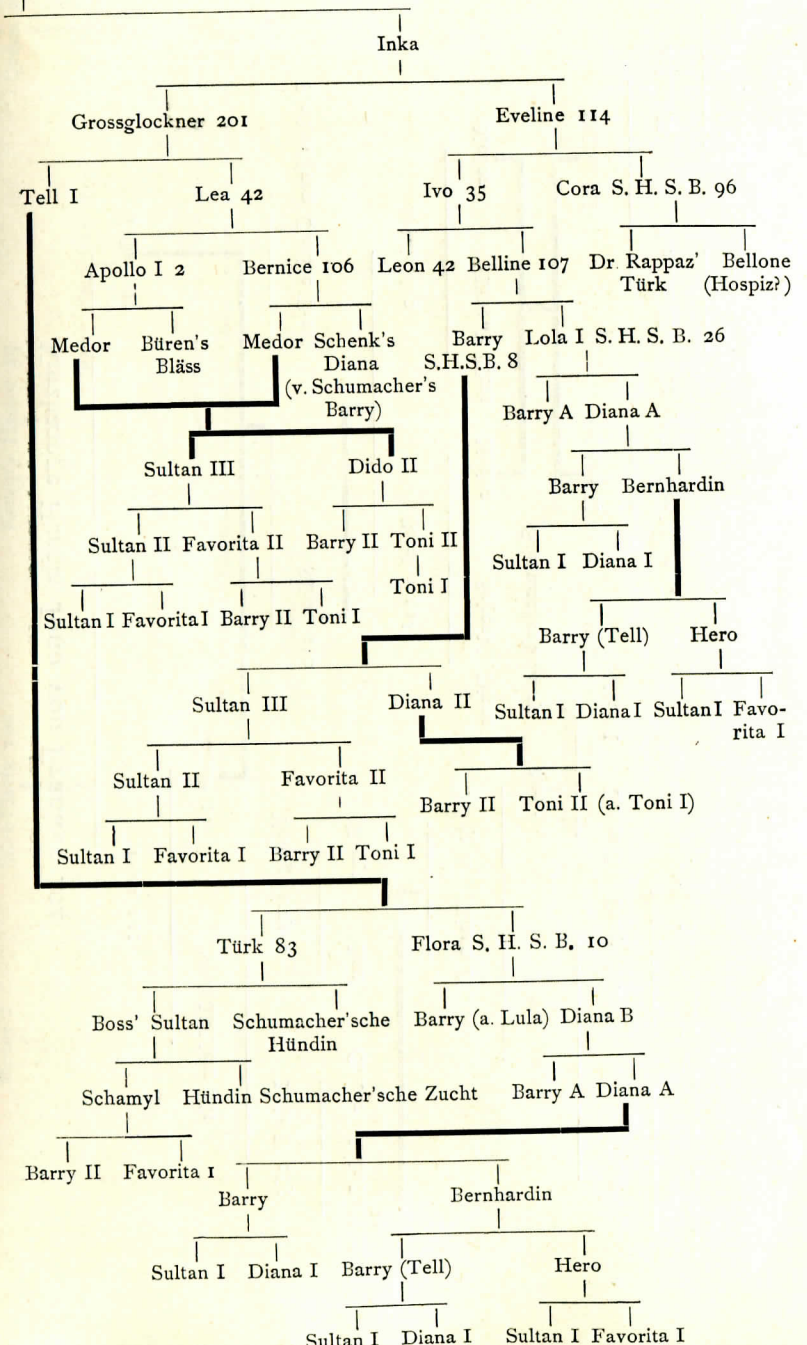 Inka
Grossglockner 201 Eveline 114
Tell I Lea 42 Ivo 35 Cora S. H. S. B. 96
Apollo I 2 Bernice 106 Leon 42 Belline 107 Dr. Rappaz' Bellone
Türk (Hospiz?)
Medor Büren's Medor Schenk's Barry Lola I S. H. S. B. 26
Bläss Diana S.H.S.B. 8
(v. Schumacher's
Barry) Barry A Diana A
Sultan III Dido II Barry Bernhardin
Sultan II Favorita II Barry II Toni II Sultan I Diana I
Toni I
Sultan I Favorita I Barry II Toni I Barry (Tell) Hero
Sultan III Diana II Sultan I Diana I Sultan I Favo-
rita I
Sultan II Favorita II Barry II Toni II (a. Toni I)
Sultan I Favorita I Barry II Toni I
Türk 83 Flora S. H. S. B. 10
Boss' Sultan Schumacher'sche Barry (a. Lula) Diana B
Hündin
Schamyl Hündin Schumacher'sche Zucht Barry A Diana A
Barry II Favorita I
Barry Bernhardin
Sultan I Diana I Barry (Tell) Hero
Sultan I Diana I Sultan I Favorita I